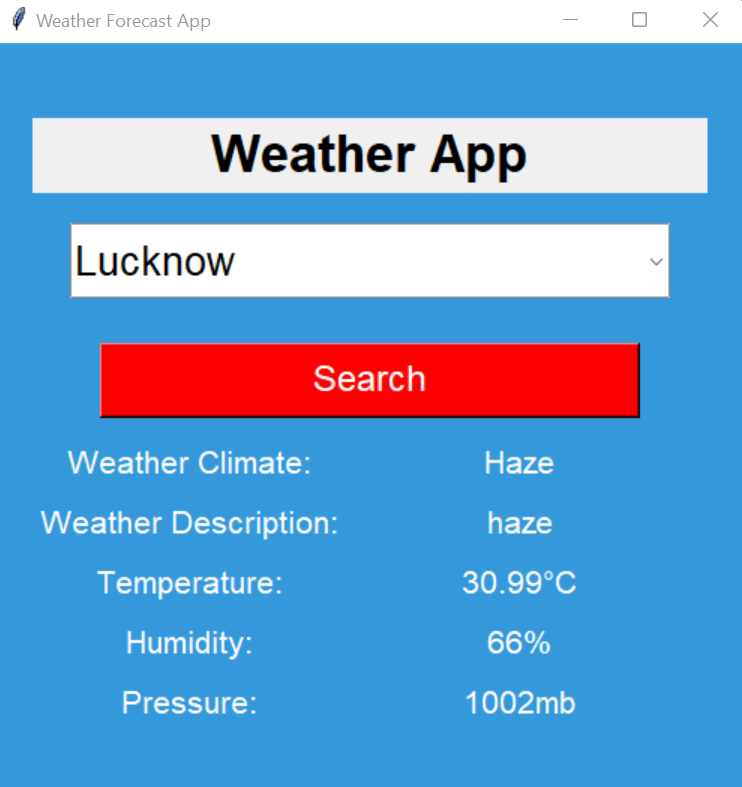 Weather Forecast App
Weather App
Lucknow
Search
Weather Climate: Haze
Weather Description: haze
Temperature: 30.99°C
Humidity: 66%
Pressure: 1002mb